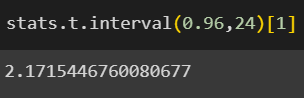 stats.t.interval(0.96,24)[1]
2.1715446760080677